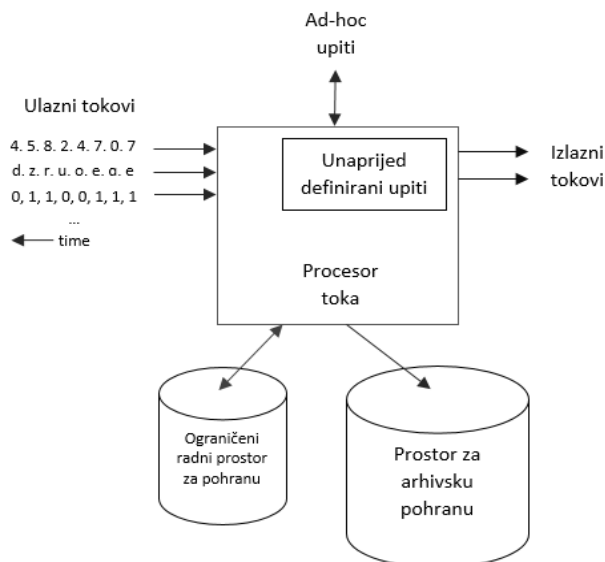 Ad-hoc
upiti
Ulazni tokovi
4. 5. 8. 2. 4. 7. 0. 7
d. z. r. u. o. e. a. e
0, 1, 1, 0, 0, 1, 1, 1
...
time
Unaprijed
definirani upiti
Izlazni
tokovi
Procesor
toka
Ograničeni
radni prostor
za pohranu
Prostor za
arhivsku
pohranu